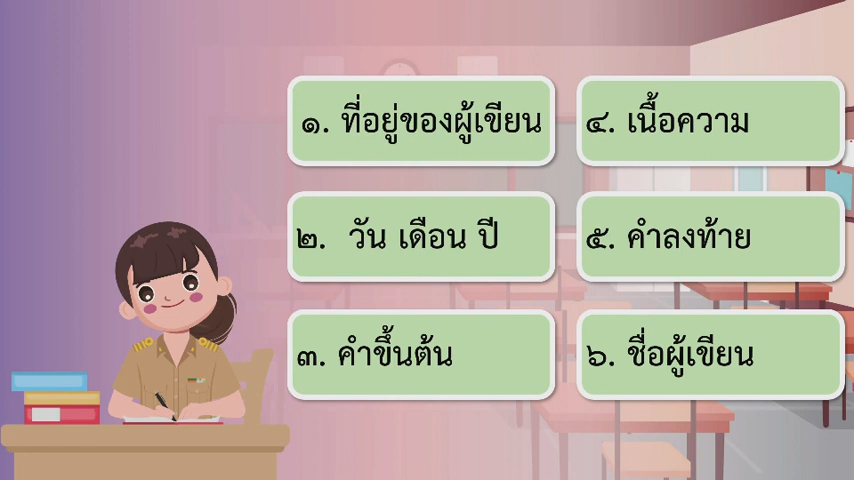 ๑. ที่อยู่ของผู้เขียน
๒. วัน เดือน ปี
๓. คำขึ้นต้น
๔. เนื้อความ
๕. คำลงท้าย
๖. ชื่อผู้เขียน